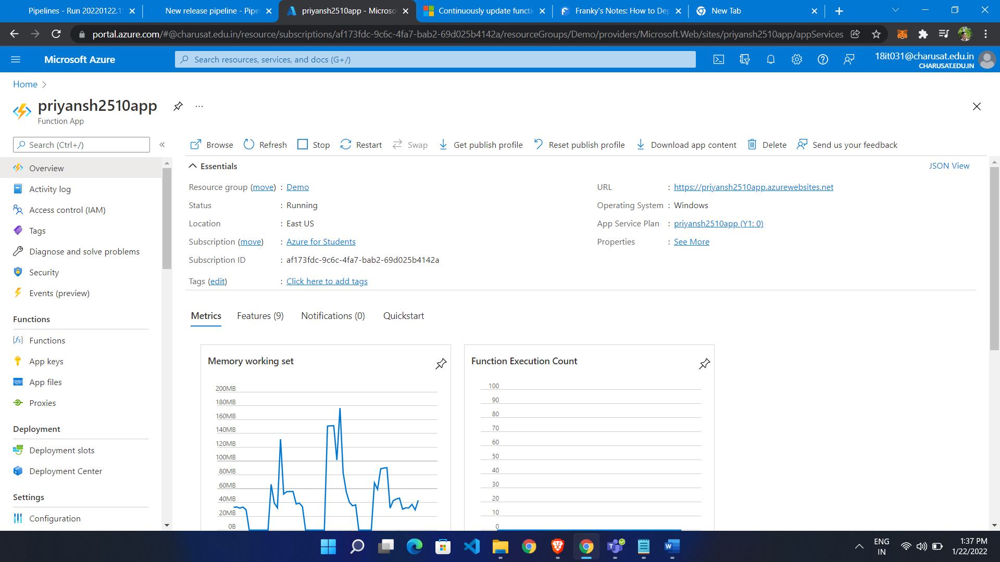 Pipelines - Run 20220122.1
New release pipeline - Pipe
priyansh2510app - Microso
Continuously update functi
Franky's Notes: How to De
New Tab
portal.azure.com/#@charusat.edu.in/resource/subscriptions/af173fdc-9c6c-4fa7-bab2-69d025b4142a/resourceGroups/Demo/providers/Microsoft.Web/sites/priyansh2510app/appServices
Microsoft Azure
Search resources, services, and docs (G+/)
18it031@charusat.edu.in
CHARUSAT.EDU.IN
Home
priyansh2510app
...
Function App
Search (Ctrl+/)
«
Browse
Refresh
Stop
Restart
Swap
Get publish profile
Reset publish profile
Download app content
Delete
Send us your feedback
Overview
Activity log
Access control (IAM)
Tags
Diagnose and solve problems
Security
Events (preview)
Functions
Functions
App keys
App files
Proxies
Deployment
Deployment slots
Deployment Center
Settings
Configuration
Essentials
JSON View
Resource group (move) : Demo
Status : Running
Location : East US
Subscription (move) : Azure for Students
Subscription ID : af173fdc-9c6c-4fa7-bab2-69d025b4142a
Tags (edit) : Click here to add tags
URL : https://priyansh2510app.azurewebsites.net
Operating System : Windows
App Service Plan : priyansh2510app (Y1: 0)
Properties : See More
Metrics
Features (9)
Notifications (0)
Quickstart
Memory working set
200MB
180MB
160MB
140MB
120MB
100MB
80MB
60MB
40MB
20MB
0B
Function Execution Count
100
90
80
70
60
50
40
30
20
10
0
ENG
IN
1:37 PM
1/22/2022